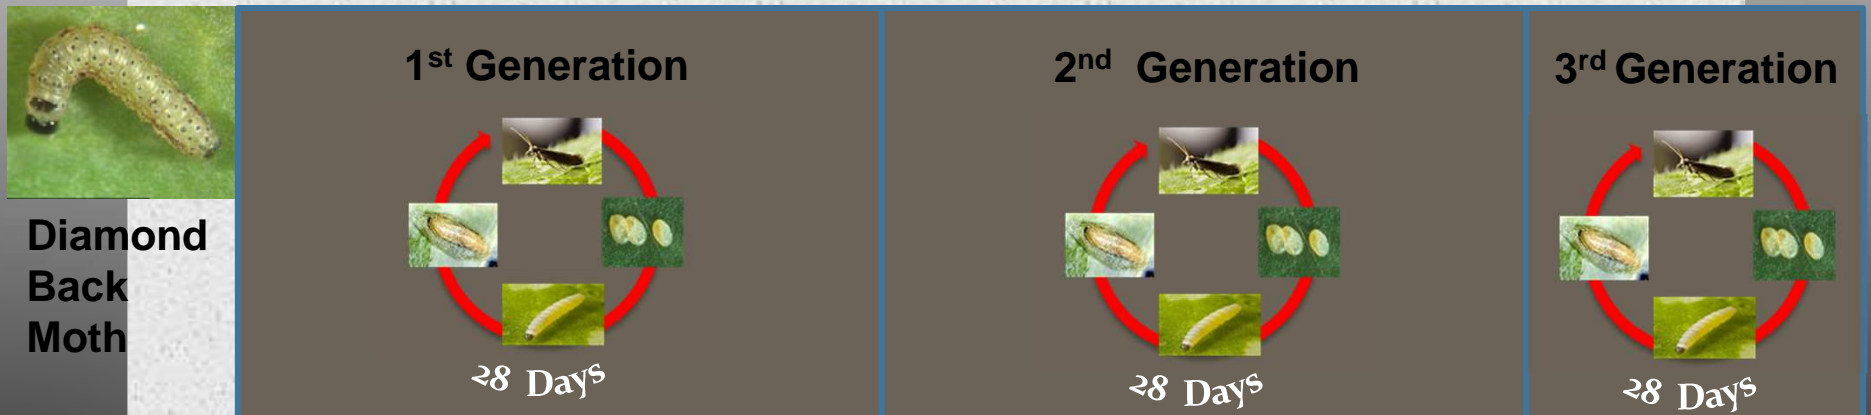 1st Generation
2nd Generation
3rd Generation
Diamond
Back
Moth
28 Days
28 Days
28 Days